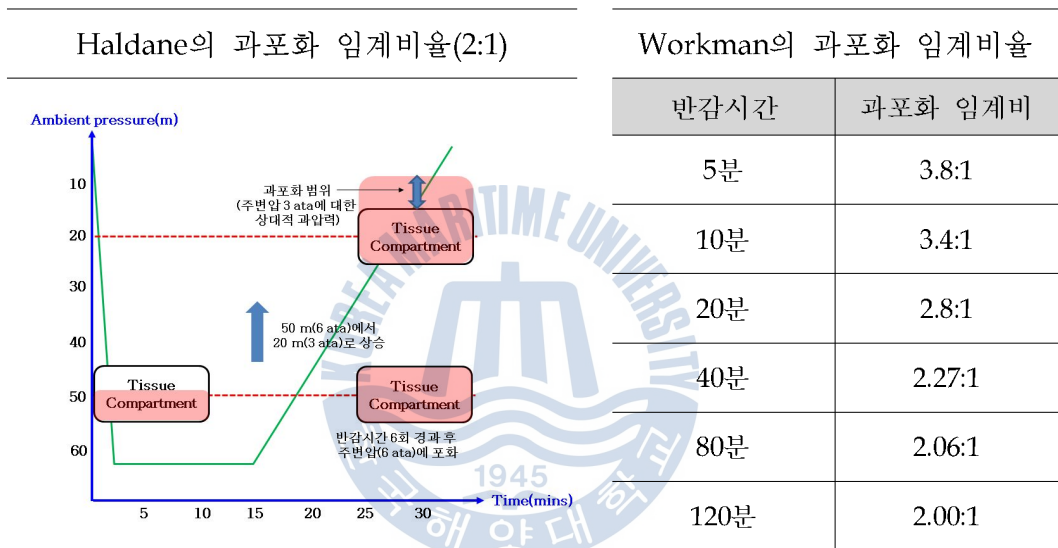 Haldane의 과포화 임계비율(2:1)
Ambient pressure(m)
10
20
30
40
50
60
과포화 범위
(주변압 3 ata에 대한
상대적 과압력)
Tissue
Compartment
50 m(6 ata)에서
20 m(3 ata)로 상승
Tissue
Compartment
Tissue
Compartment
반감시간 6회 경과 후
주변압(6 ata)에 포화
5
10
15
20
25
30
Time(mins)
Workman의 과포화 임계비율
반감시간 과포화 임계비
5분 3.8:1
10분 3.4:1
20분 2.8:1
40분 2.27:1
80분 2.06:1
120분 2.00:1
KOREA MARITIME UNIVERSITY
1945